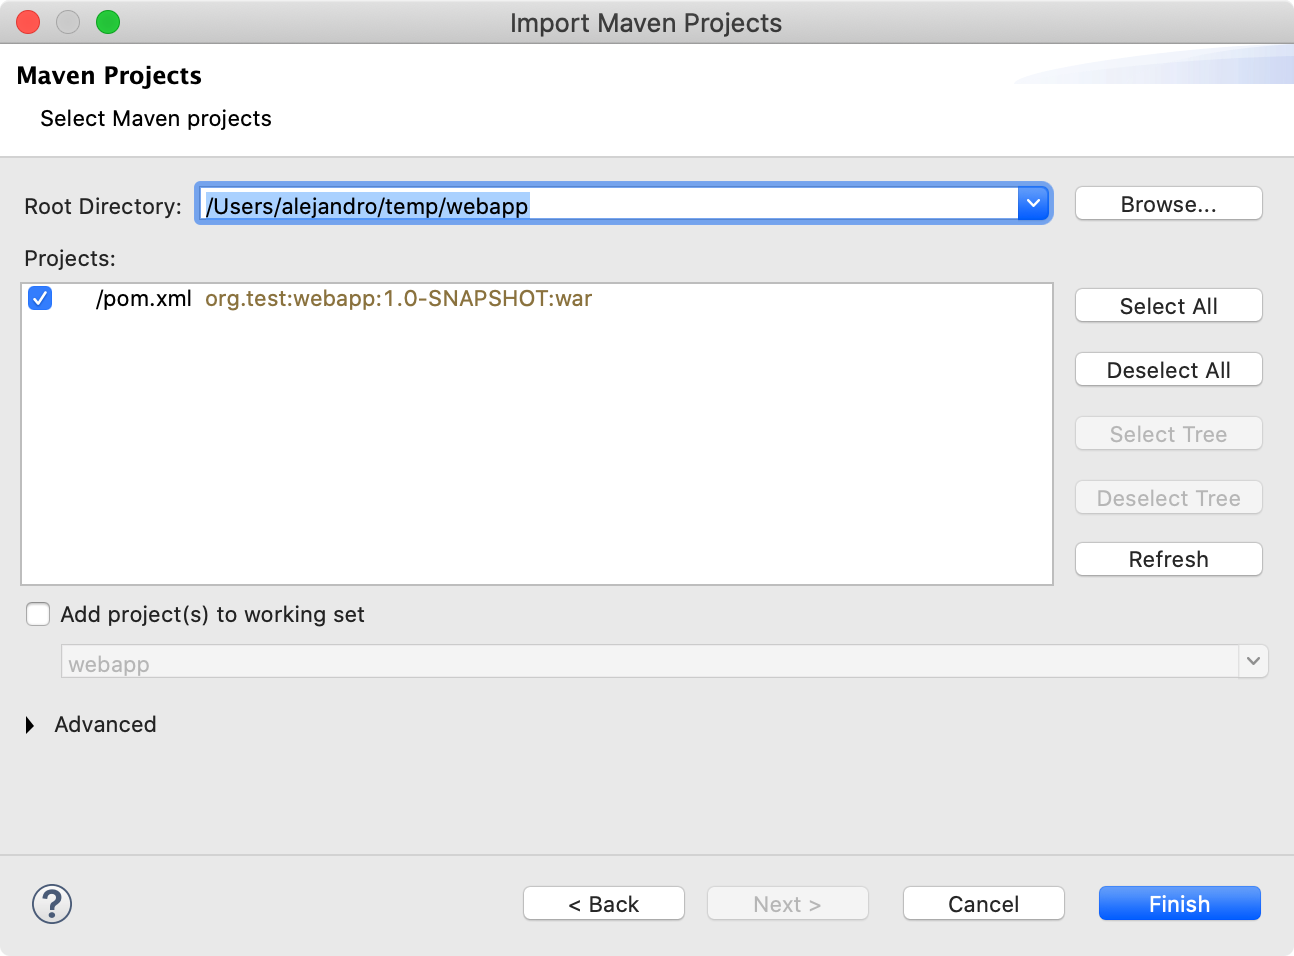 Import Maven Projects
Maven Projects
Select Maven projects
Root Directory: /Users/alejandro/temp/webapp Browse...
Projects:
/pom.xml org.test:webapp:1.0-SNAPSHOT:war
Select All
Deselect All
Select Tree
Deselect Tree
Refresh
Add project(s) to working set
webapp
Advanced
? < Back Next > Cancel Finish